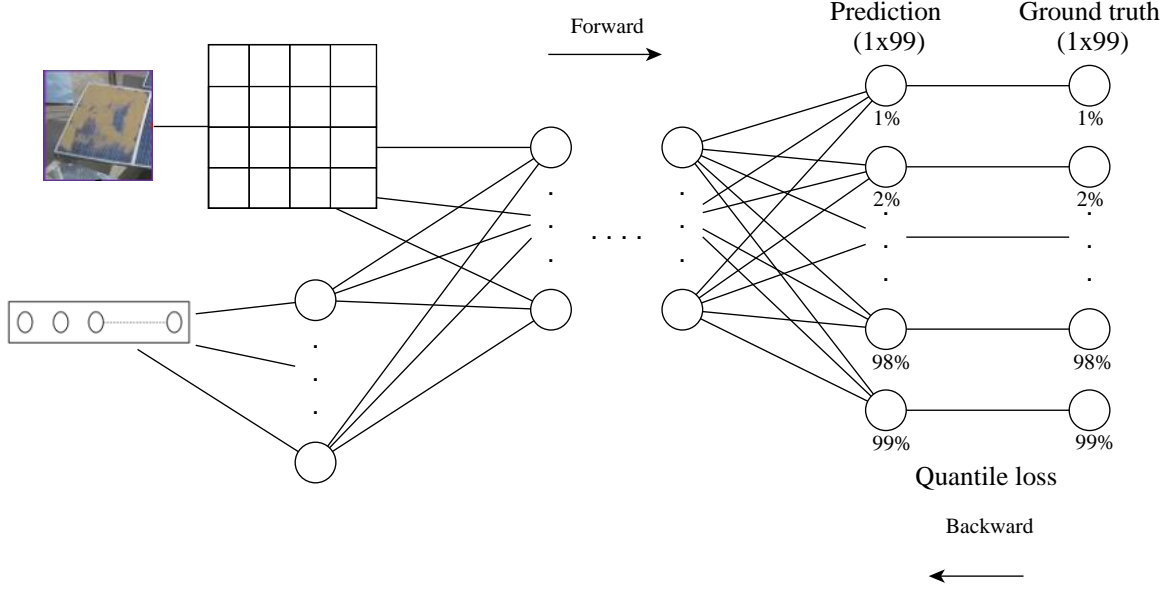 Forward
Prediction
(1x99)
Ground truth
(1x99)
1%
1%
2%
2%
98%
98%
99%
99%
Quantile loss
Backward